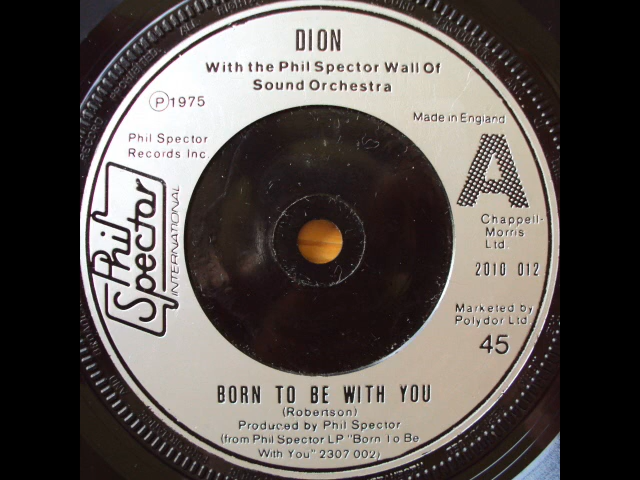 DION
With the Phil Spector Wall Of
Sound Orchestra
Ⓟ1975
Made in England
Phil Spector
Records Inc.
A
Phil
Spector
INTERNATIONAL
Chappell-
Morris
Ltd.
2010 012
Marketed by
Polydor Ltd.
45
BORN TO BE WITH YOU
(Robertson)
Produced by Phil Spector
(from Phil Spector LP "Born To Be
With You" 2307 002)